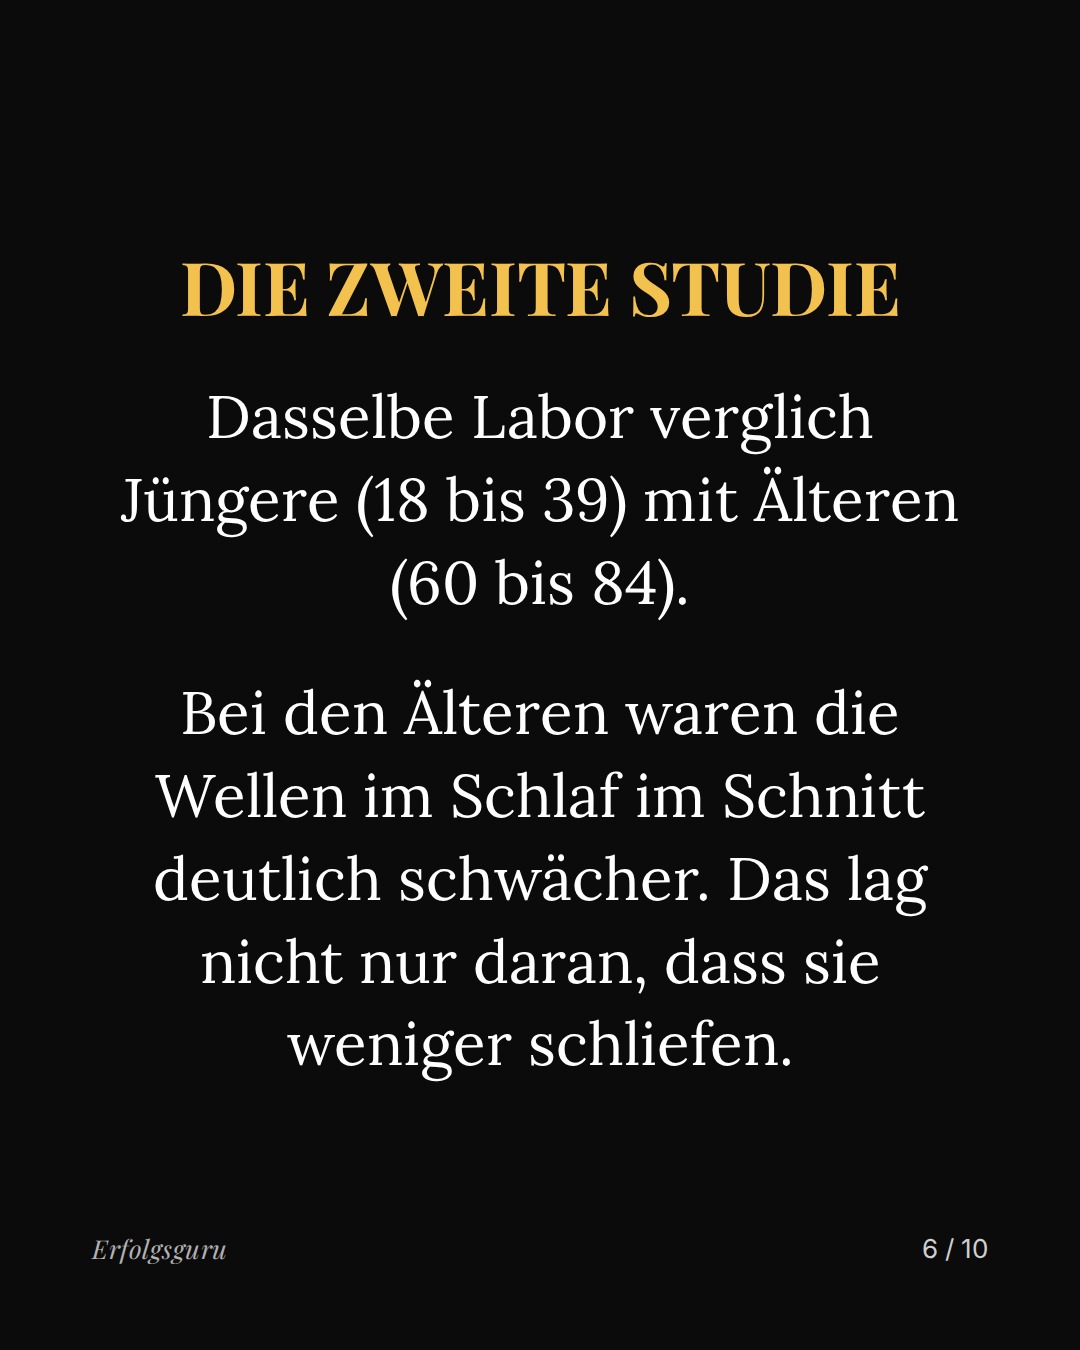 DIE ZWEITE STUDIE
Dasselbe Labor verglich
Jüngere (18 bis 39) mit Älteren
(60 bis 84).
Bei den Älteren waren die
Wellen im Schlaf im Schnitt
deutlich schwächer. Das lag
nicht nur daran, dass sie
weniger schliefen.
Erfolgsguru
6 / 10